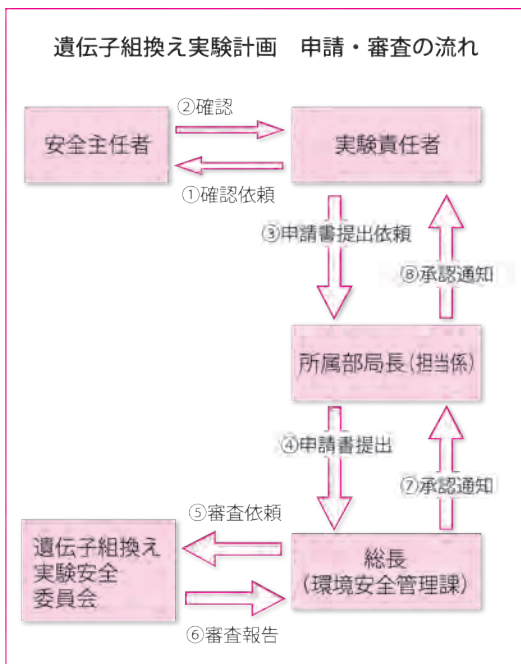 遺伝子組換え実験計画　申請・審査の流れ
②確認
安全主任者
実験責任者
①確認依頼
③申請書提出依頼
⑧承認通知
所属部局長(担当係)
④申請書提出
⑦承認通知
⑤審査依頼
遺伝子組換え
実験安全
委員会
総長
(環境安全管理課)
⑥審査報告